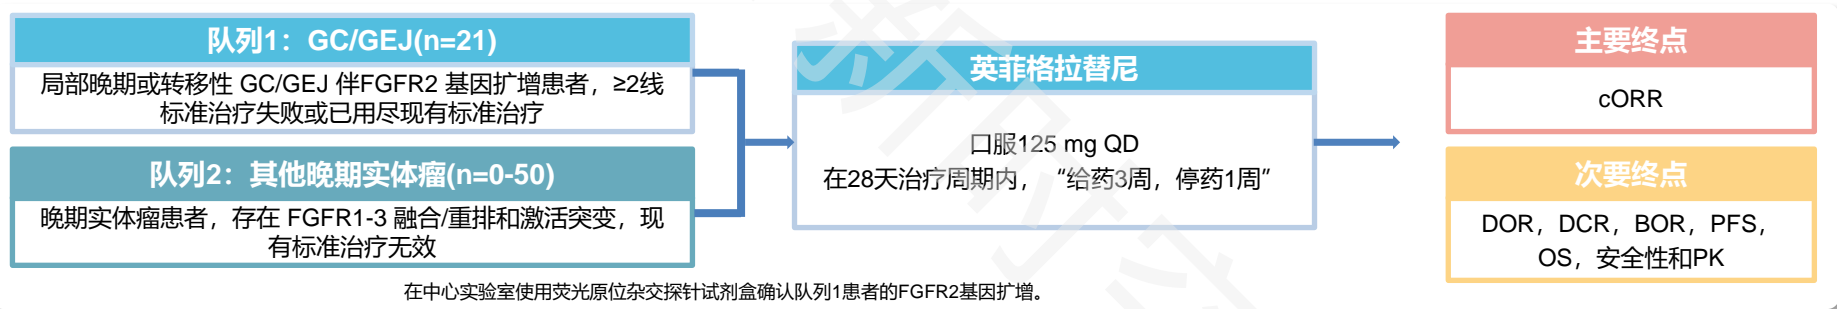 队列1：GC/GEJ(n=21)
局部晚期或转移性 GC/GEJ 伴FGFR2 基因扩增患者，≥2线
标准治疗失败或已用尽现有标准治疗
队列2：其他晚期实体瘤(n=0-50)
晚期实体瘤患者，存在 FGFR1-3 融合/重排和激活突变，现
有标准治疗无效
英菲格拉替尼
口服125 mg QD
在28天治疗周期内，“给药3周，停药1周”
主要终点
cORR
次要终点
DOR，DCR，BOR，PFS，
OS，安全性和PK
在中心实验室使用荧光原位杂交探针试剂盒确认队列1患者的FGFR2基因扩增。